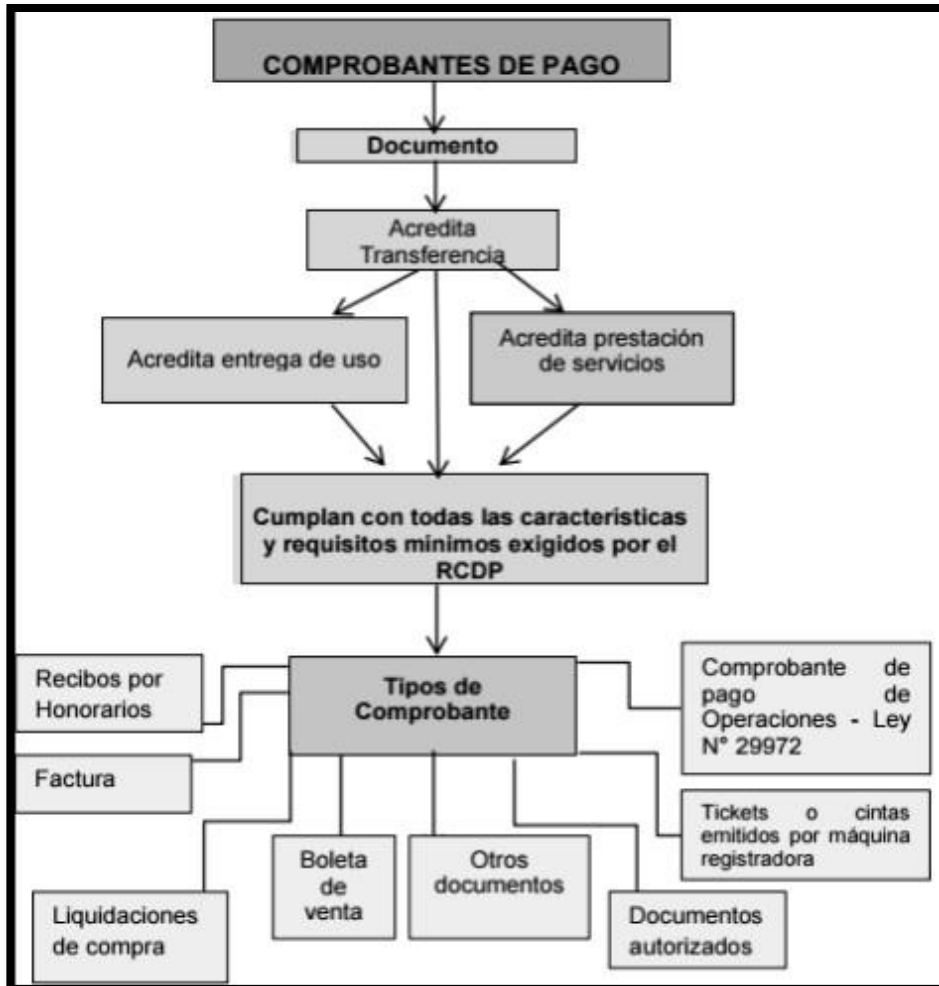 COMPROBANTES DE PAGO
Documento
Acredita
Transferencia
Acredita entrega de uso
Acredita prestación
de servicios
Cumplan con todas las caracteristicas
y requisitos minimos exigidos por el
RCDP
Tipos de
Comprobante
Recibos por
Honorarios
Factura
Liquidaciones
de compra
Boleta
de
venta
Otros
documentos
Documentos
autorizados
Comprobante de
pago de
Operaciones - Ley
N° 29972
Tickets o cintas
emitidos por máquina
registradora